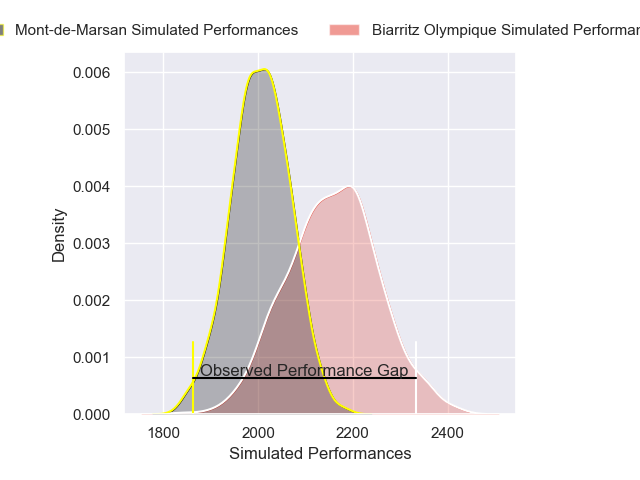 Mont-de-Marsan Simulated Performances
Biarritz Olympique Simulated
0.006
0.005
0.004
0.003
0.002
0.001
0.000
Density
Observed Performance Gap
1800 2000 2200 2400
Simulated Performances